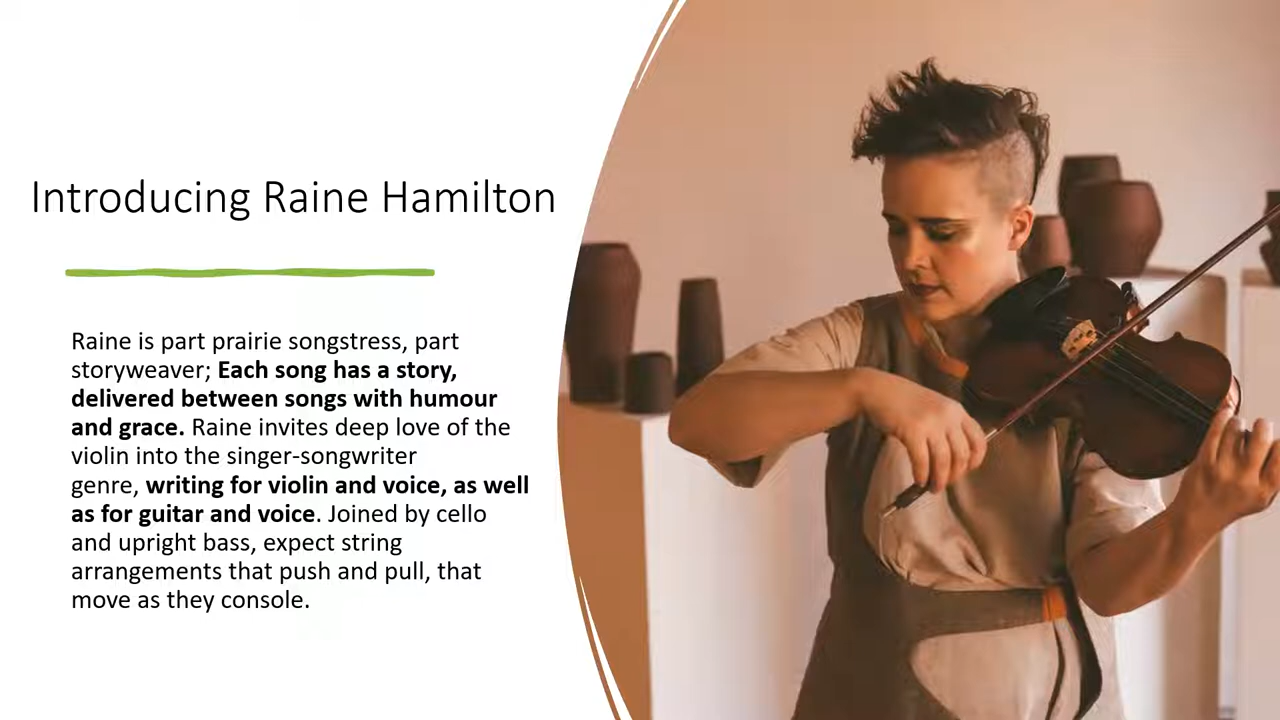 Introducing Raine Hamilton
Raine is part prairie songstress, part
storyweaver; Each song has a story,
delivered between songs with humour
and grace. Raine invites deep love of the
violin into the singer-songwriter
genre, writing for violin and voice, as well
as for guitar and voice. Joined by cello
and upright bass, expect string
arrangements that push and pull, that
move as they console.